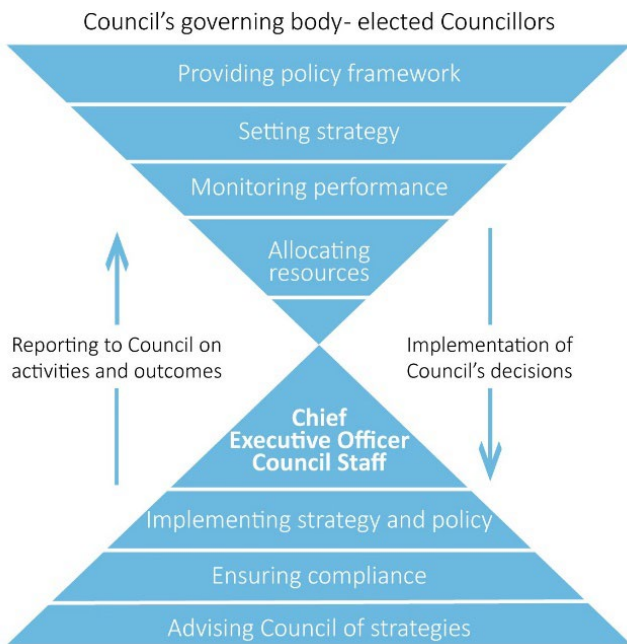 Council's governing body- elected Councillors
Providing policy framework
Setting strategy
Monitoring performance
Allocating
resources
Reporting to Council on
activities and outcomes
Implementation of
Council's decisions
Chief
Executive Officer
Council Staff
Implementing strategy and policy
Ensuring compliance
Advising Council of strategies